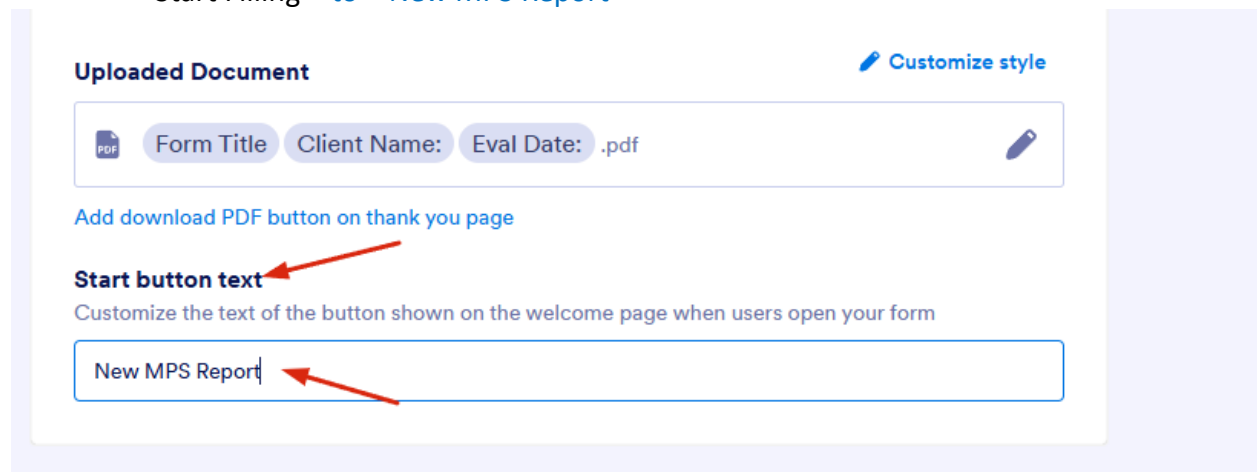 Uploaded Document
Customize style
PDF Form Title Client Name: Eval Date: .pdf
Add download PDF button on thank you page
Start button text
Customize the text of the button shown on the welcome page when users open your form
New MPS Report